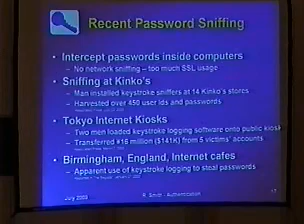 Recent Password Sniffing
• Intercept passwords inside computers
– No network sniffing – too much SSL usage
• Sniffing at Kinko's
– Man installed keystroke sniffers at 14 Kinko's stores
– Harvested over 450 user ids and passwords
• Tokyo Internet Kiosks
– Two men loaded keystroke logging software onto public kiosk
– Transferred ¥16 million ($141K) from 5 victims' accounts
• Birmingham, England, Internet cafes
– Apparent use of keystroke logging to steal passwords
July 2003
R. Smith - Authentication